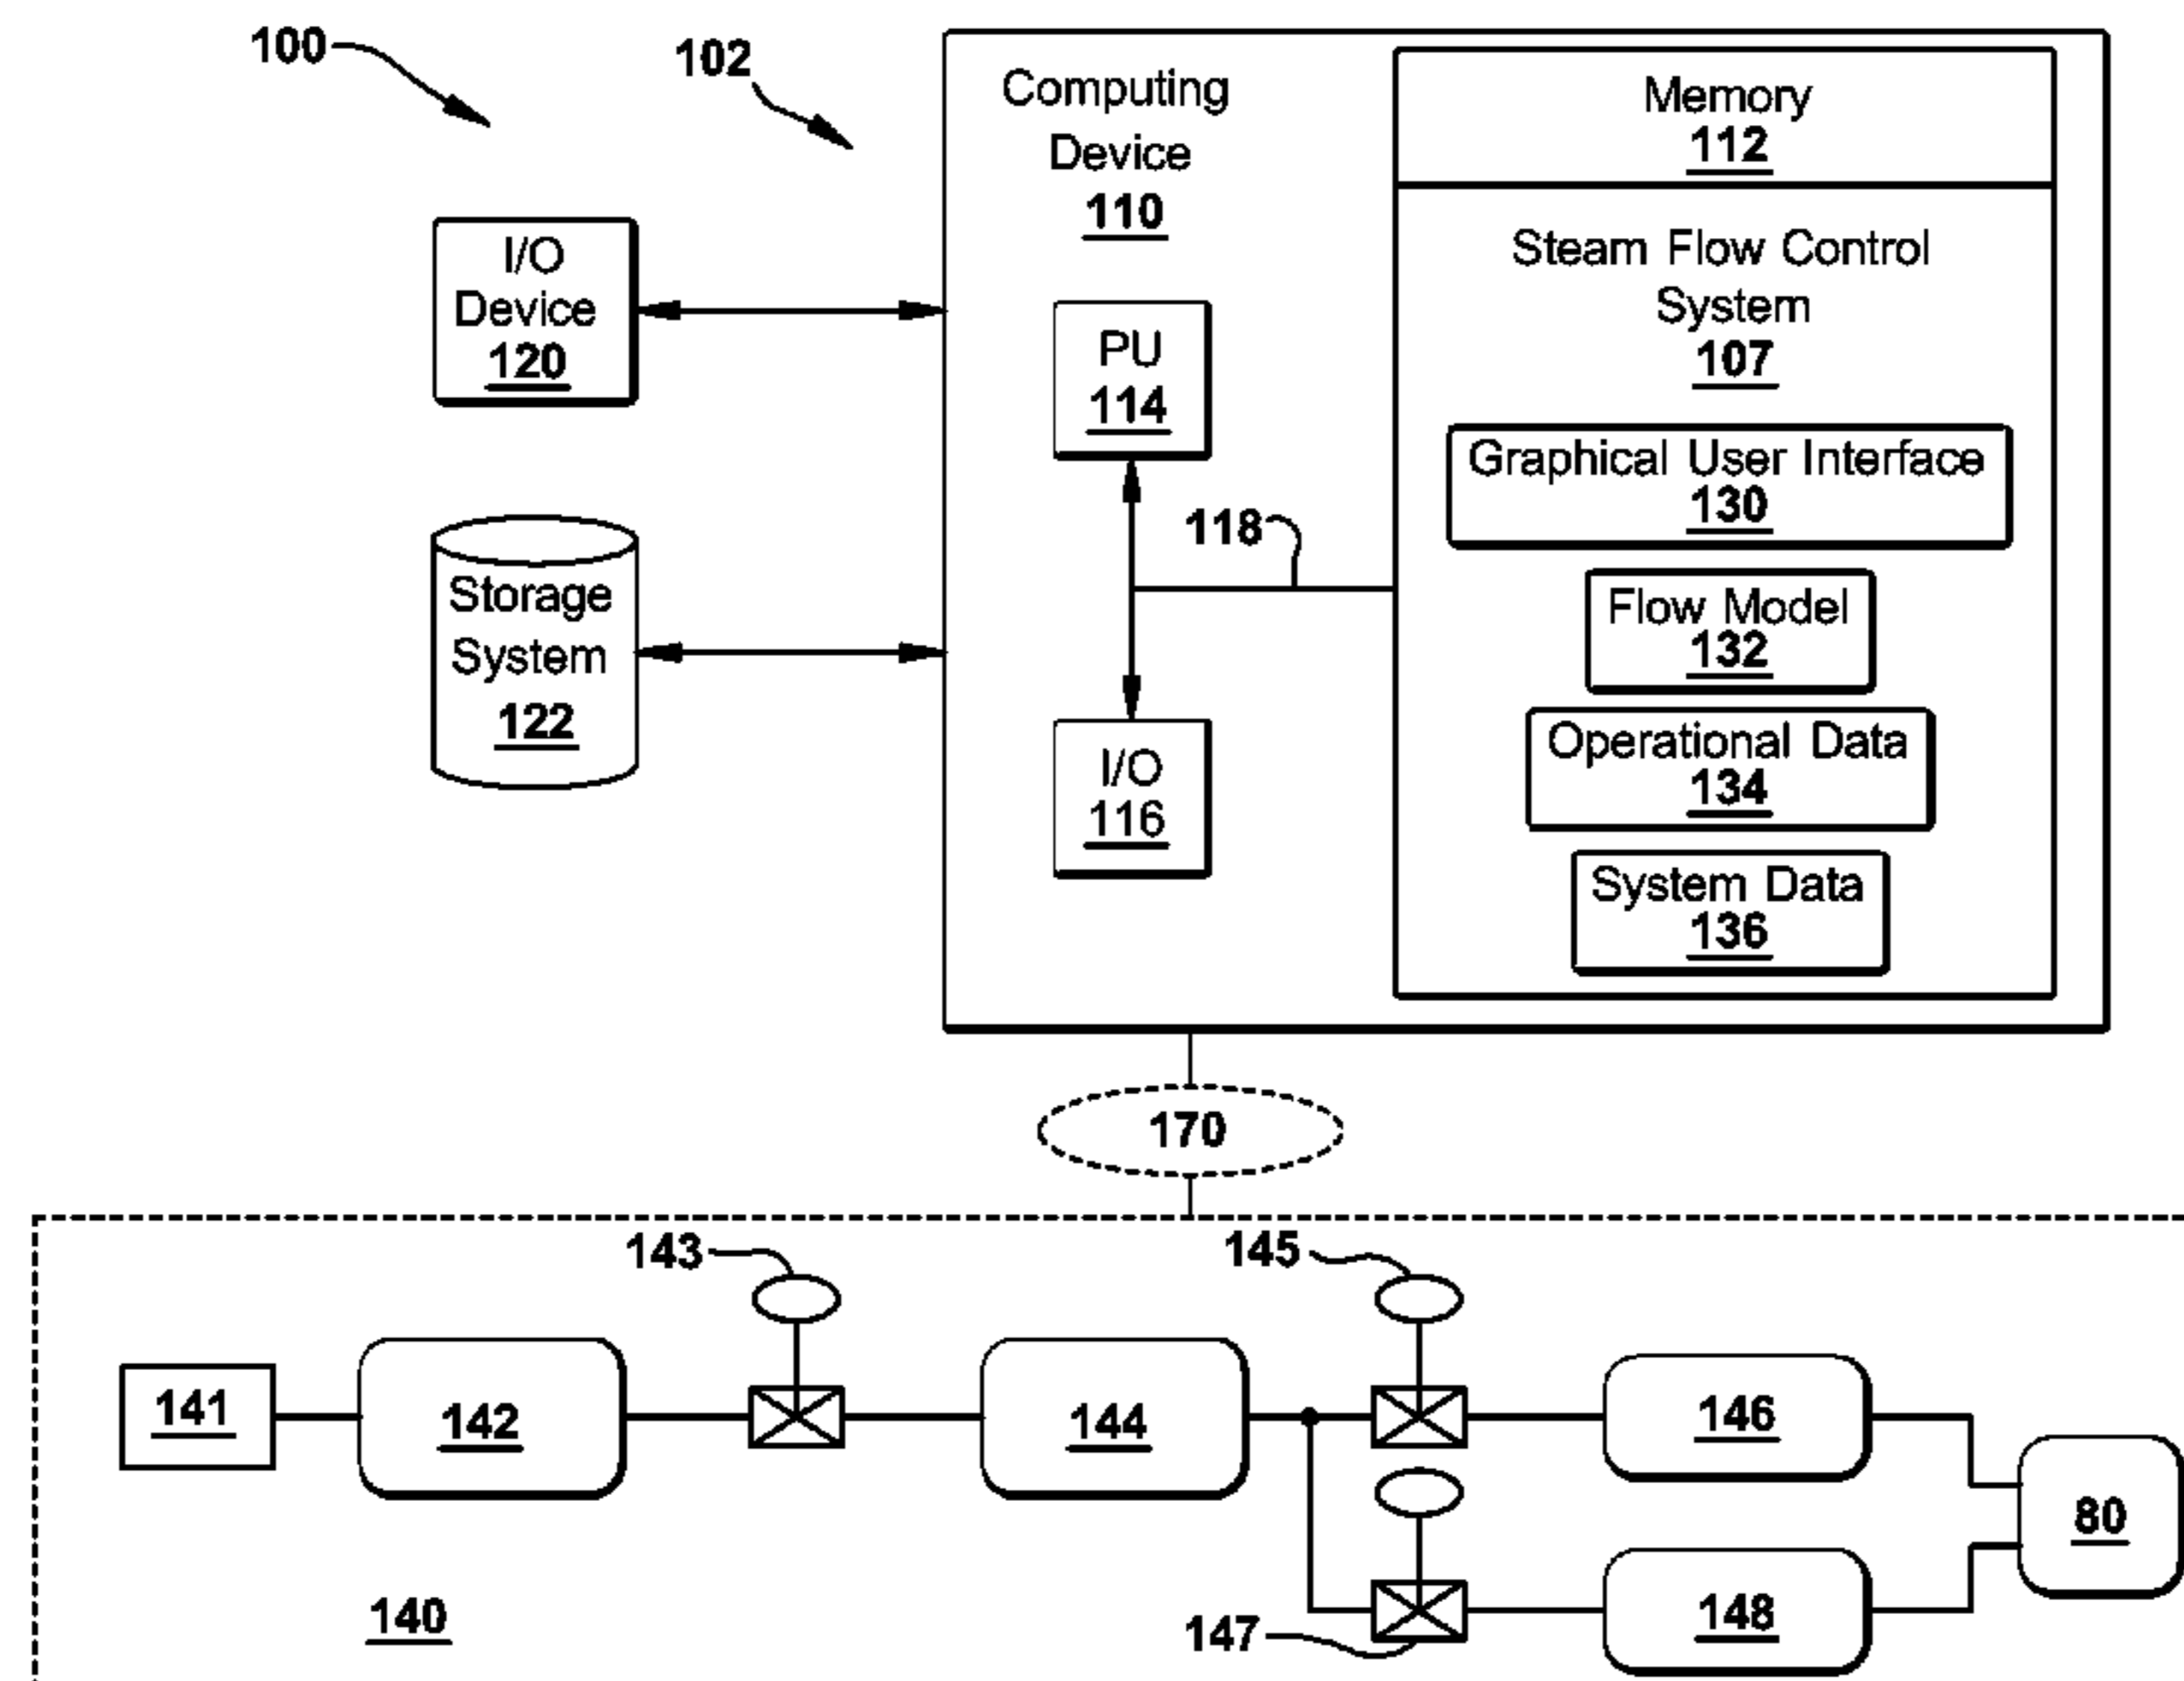 100
102
Computing
Device
110
Memory
112
Steam Flow Control
System
107
I/O
Device
120
PU
114
Graphical User Interface
130
118
Flow Model
132
Storage
System
122
Operational Data
134
I/O
116
System Data
136
170
143
145
141
142
144
146
80
147
148
140